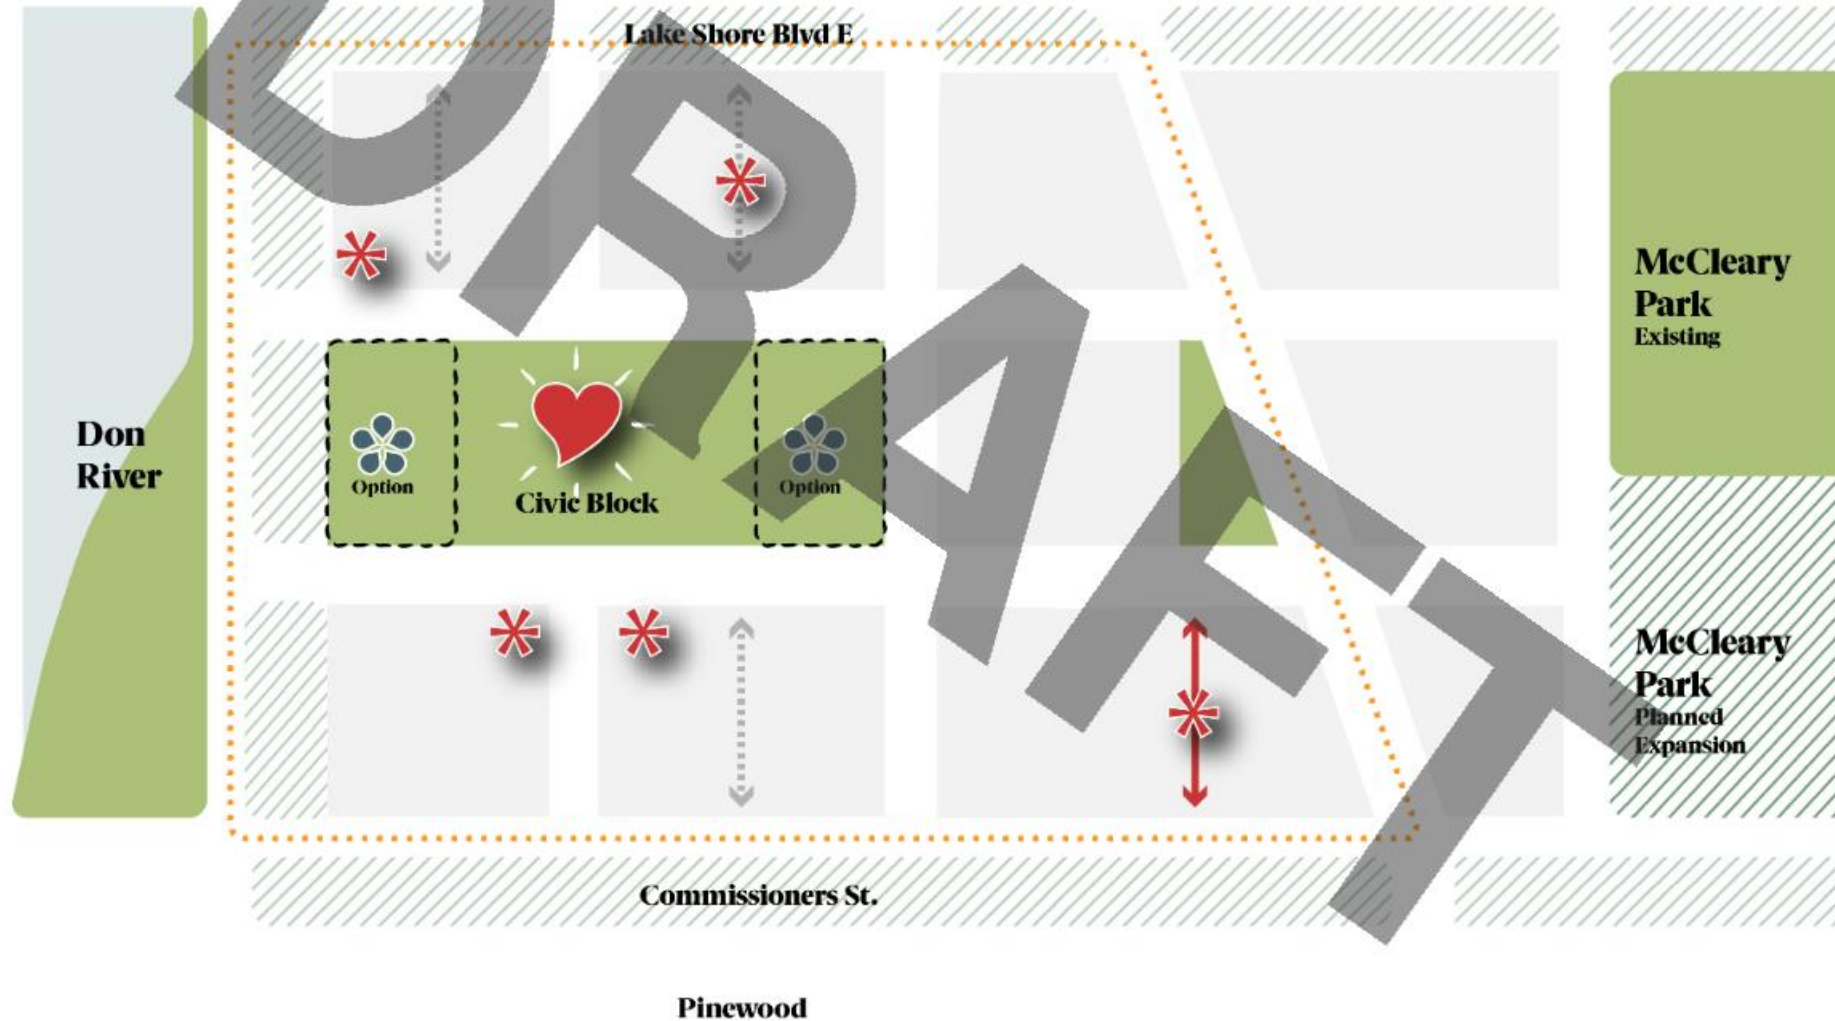 Lake Shore Blvd E
DRAFT
McCleary
Park
Existing
Don
River
Option
Civic Block
Option
McCleary
Park
Planned
Expansion
Commissioners St.
Pinewood